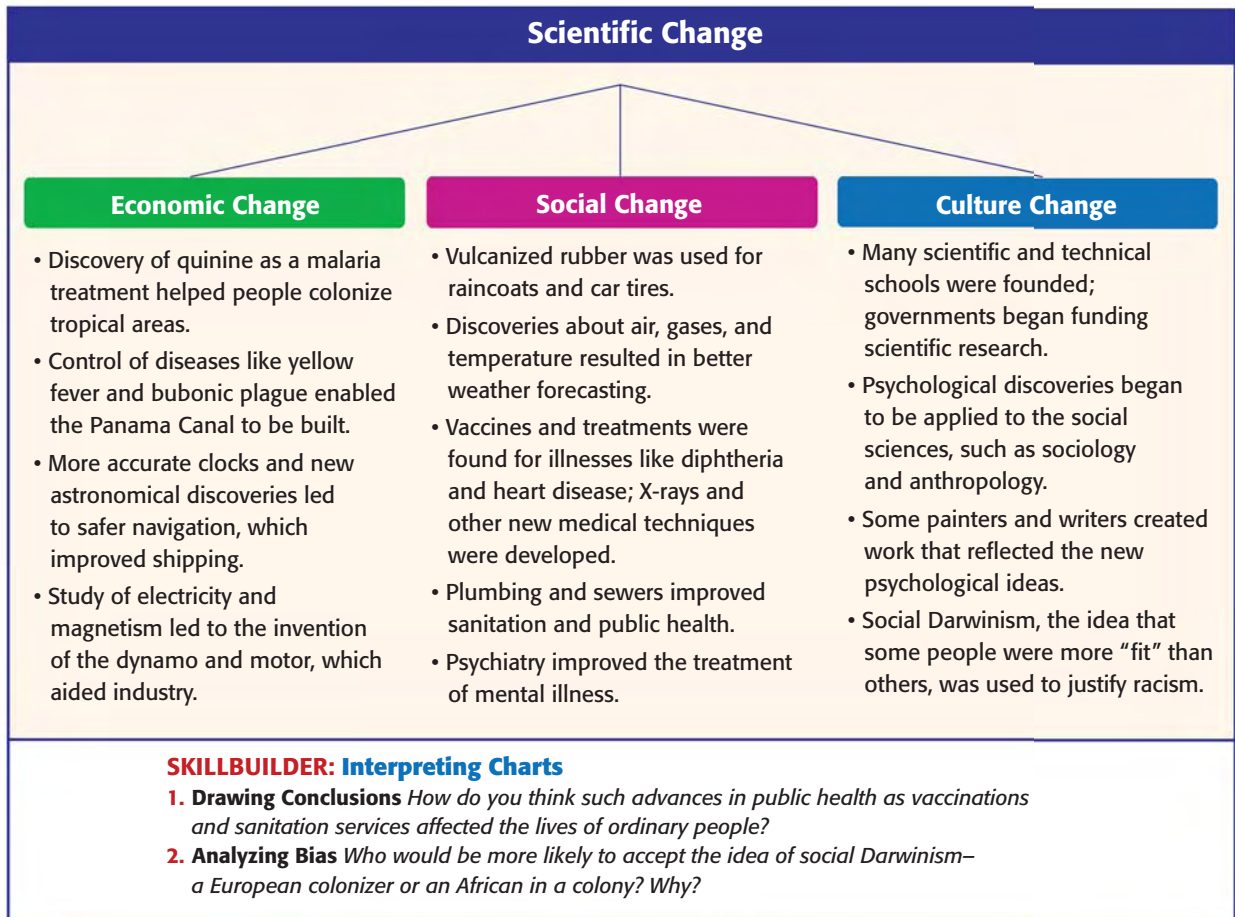 Scientific Change
Economic Change
• Discovery of quinine as a malaria
treatment helped people colonize
tropical areas.
• Control of diseases like yellow
fever and bubonic plague enabled
the Panama Canal to be built.
• More accurate clocks and new
astronomical discoveries led
to safer navigation, which
improved shipping.
• Study of electricity and
magnetism led to the invention
of the dynamo and motor, which
aided industry.
Social Change
• Vulcanized rubber was used for
raincoats and car tires.
• Discoveries about air, gases, and
temperature resulted in better
weather forecasting.
• Vaccines and treatments were
found for illnesses like diphtheria
and heart disease; X-rays and
other new medical techniques
were developed.
• Plumbing and sewers improved
sanitation and public health.
• Psychiatry improved the treatment
of mental illness.
Culture Change
• Many scientific and technical
schools were founded;
governments began funding
scientific research.
• Psychological discoveries began
to be applied to the social
sciences, such as sociology
and anthropology.
• Some painters and writers created
work that reflected the new
psychological ideas.
• Social Darwinism, the idea that
some people were more “fit” than
others, was used to justify racism.
SKILLBUILDER: Interpreting Charts
1. Drawing Conclusions How do you think such advances in public health as vaccinations
and sanitation services affected the lives of ordinary people?
2. Analyzing Bias Who would be more likely to accept the idea of social Darwinism–
a European colonizer or an African in a colony? Why?